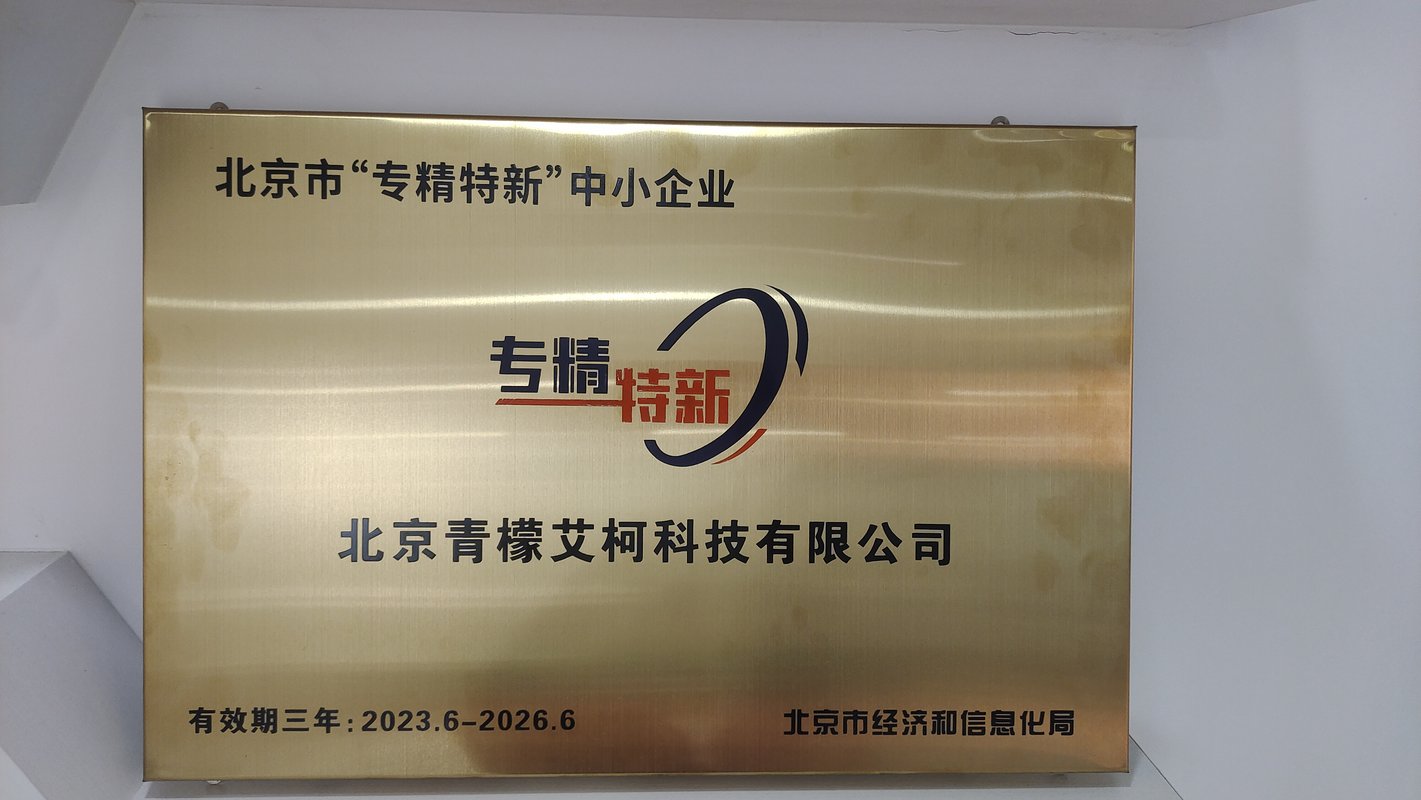 北京市“专精特新”中小企业
专精
特新
北京青檬艾柯科技有限公司
有效期三年:2023.6-2026.6
北京市经济和信息化局